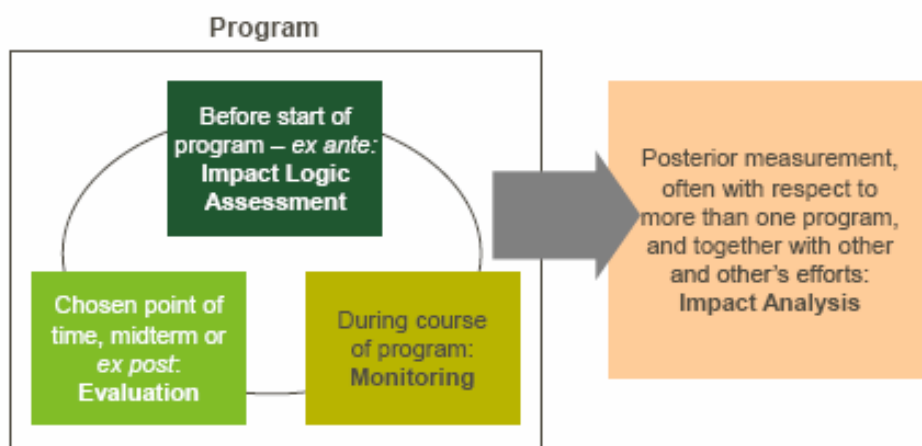 Program
Before start of
program – ex ante:
Impact Logic
Assessment
Chosen point of
time, midterm or
ex post:
Evaluation
During course
of program:
Monitoring
Posterior measurement,
often with respect to
more than one program,
and together with other
and other's efforts:
Impact Analysis